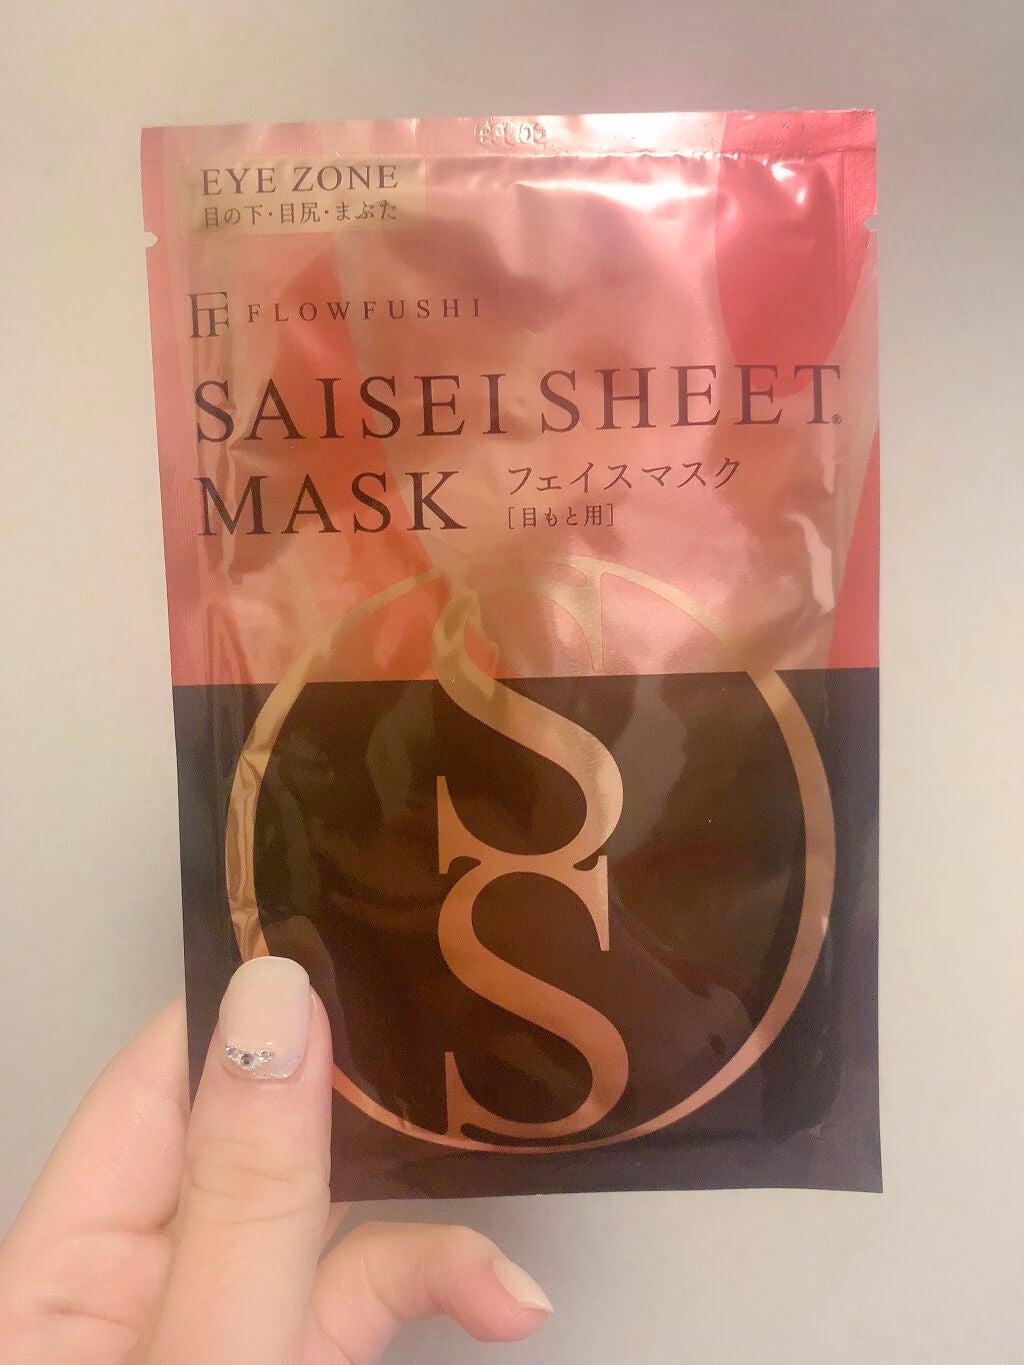 EYE ZONE
目の下・目尻・まぶた
FF FLOWFUSHI
SAISEI SHEET®
MASK フェイスマスク
[目もと用]
SS